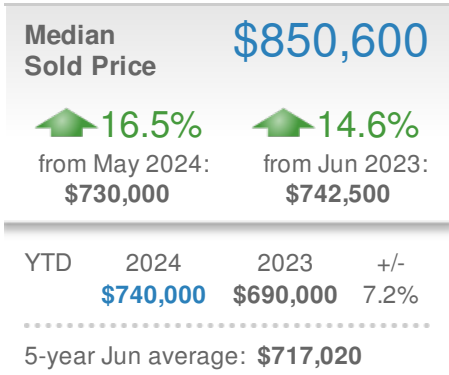 Median $850,600
Sold Price
16.5% 14.6%
from May 2024: from Jun 2023:
$730,000 $742,500
YTD 2024 2023 +/-
$740,000 $690,000 7.2%
5-year Jun average: $717,020